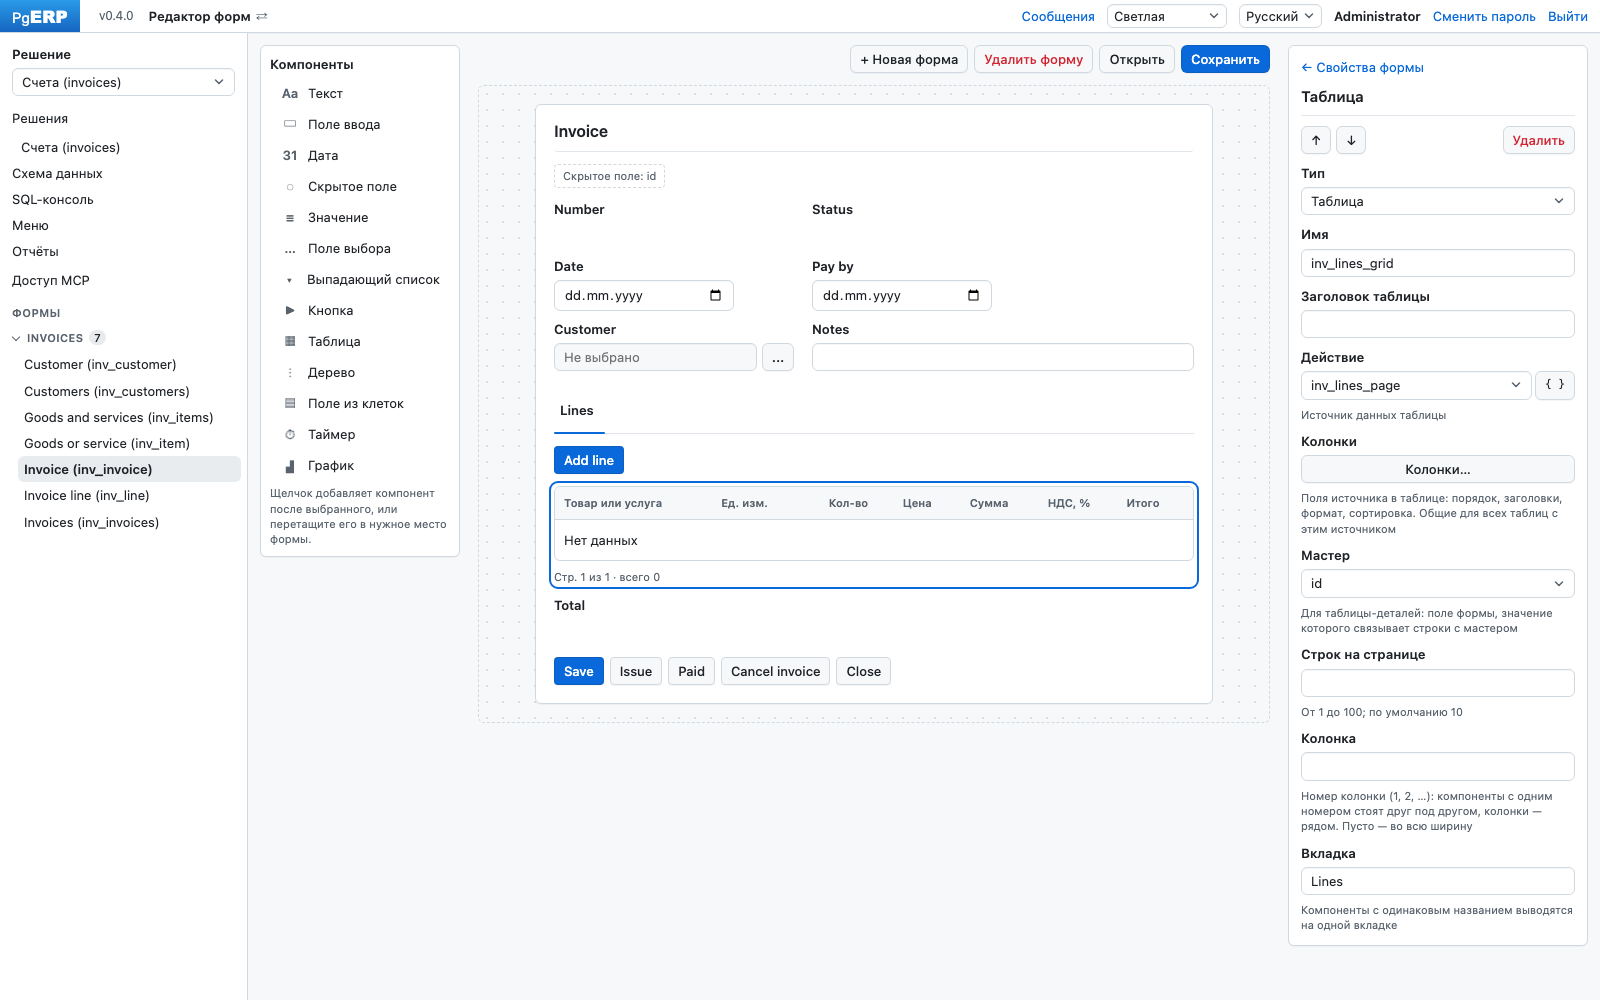 PgERP
v0.4.0
Редактор форм ⇄
Сообщения
Светлая
Русский
Administrator
Сменить пароль
Выйти
Решение
Счета (invoices)
Решения
Счета (invoices)
Схема данных
SQL-консоль
Меню
Отчёты
Доступ MCP
ФОРМЫ
INVOICES 7
Customer (inv_customer)
Customers (inv_customers)
Goods and services (inv_items)
Goods or service (inv_item)
Invoice (inv_invoice)
Invoice line (inv_line)
Invoices (inv_invoices)
Компоненты
Aa Текст
Поле ввода
31 Дата
Скрытое поле
Значение
... Поле выбора
Выпадающий список
Кнопка
Таблица
Дерево
Поле из клеток
Таймер
График
Щелчок добавляет компонент
после выбранного, или
перетащите его в нужное место
формы.
+ Новая форма
Удалить форму
Открыть
Сохранить
Invoice
Скрытое поле: id
Number
Status
Date
Pay by
dd.mm.yyyy
dd.mm.yyyy
Customer
Notes
Не выбрано
...
Lines
Add line
Товар или услуга
Ед. изм.
Кол-во
Цена
Сумма
НДС, %
Итого
Нет данных
Стр. 1 из 1 · всего 0
Total
Save
Issue
Paid
Cancel invoice
Close
← Свойства формы
Таблица
↑
↓
Удалить
Тип
Таблица
Имя
inv_lines_grid
Заголовок таблицы
Действие
inv_lines_page
{ }
Источник данных таблицы
Колонки
Колонки...
Поля источника в таблице: порядок, заголовки,
формат, сортировка. Общие для всех таблиц с
этим источником
Мастер
id
Для таблицы-деталей: поле формы, значение
которого связывает строки с мастером
Строк на странице
От 1 до 100; по умолчанию 10
Колонка
Номер колонки (1, 2, …): компоненты с одним
номером стоят друг под другом, колонки —
рядом. Пусто — во всю ширину
Вкладка
Lines
Компоненты с одинаковым названием выводятся
на одной вкладке